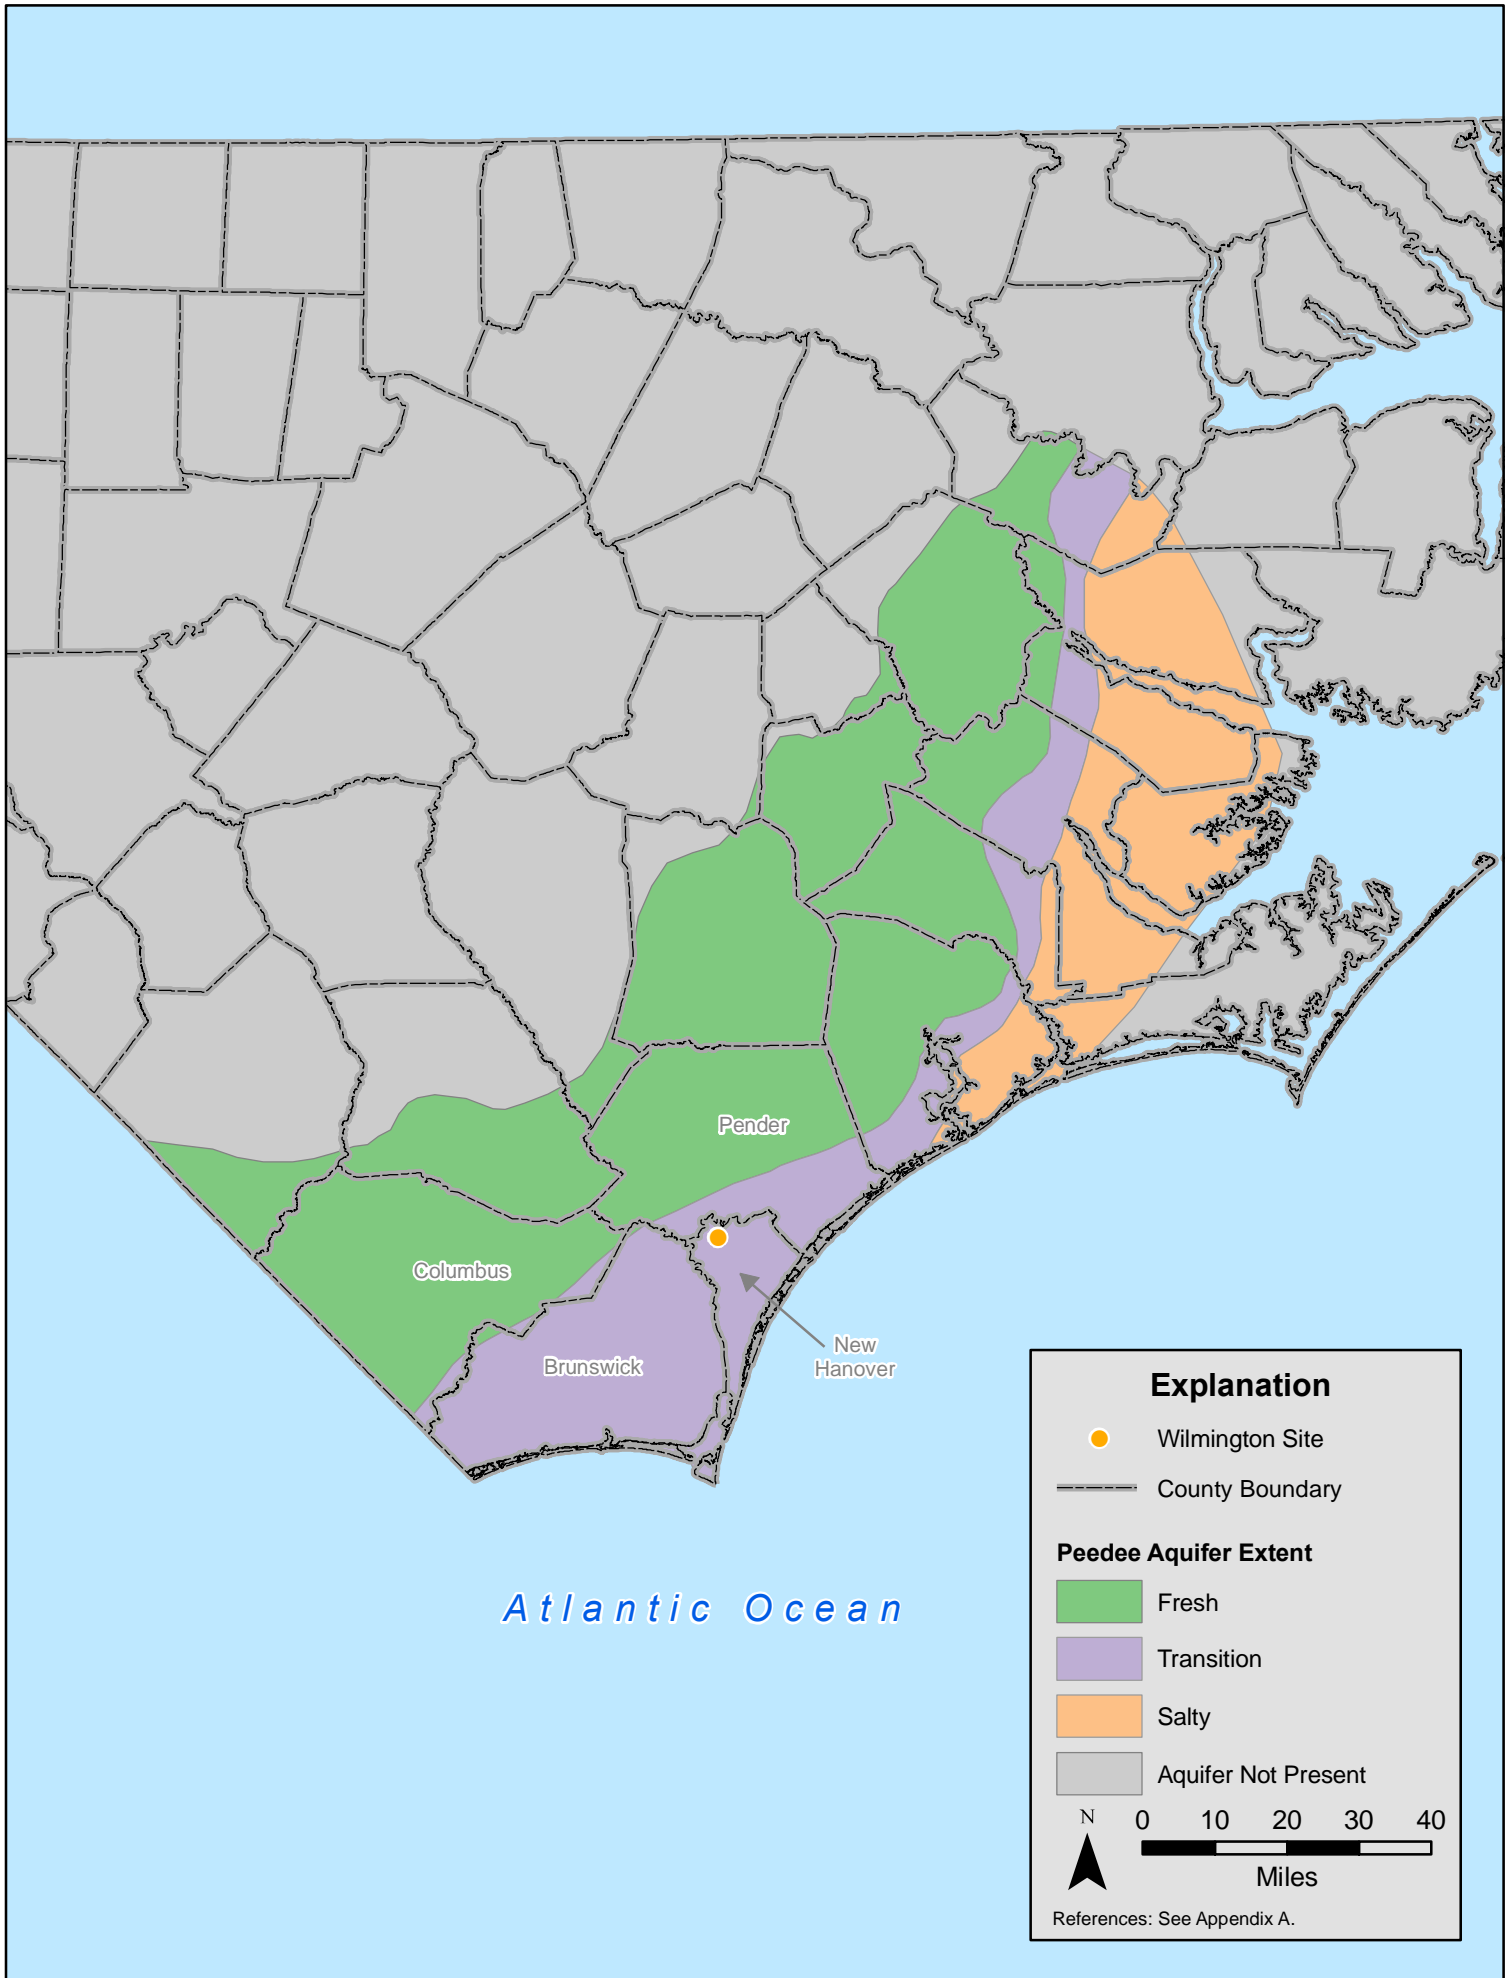 Pender
Columbus
New
Hanover
Brunswick
Atlantic Ocean
Explanation
Wilmington Site
County Boundary
Peedee Aquifer Extent
Fresh
Transition
Salty
Aquifer Not Present
N
0 10 20 30 40
Miles
References: See Appendix A.